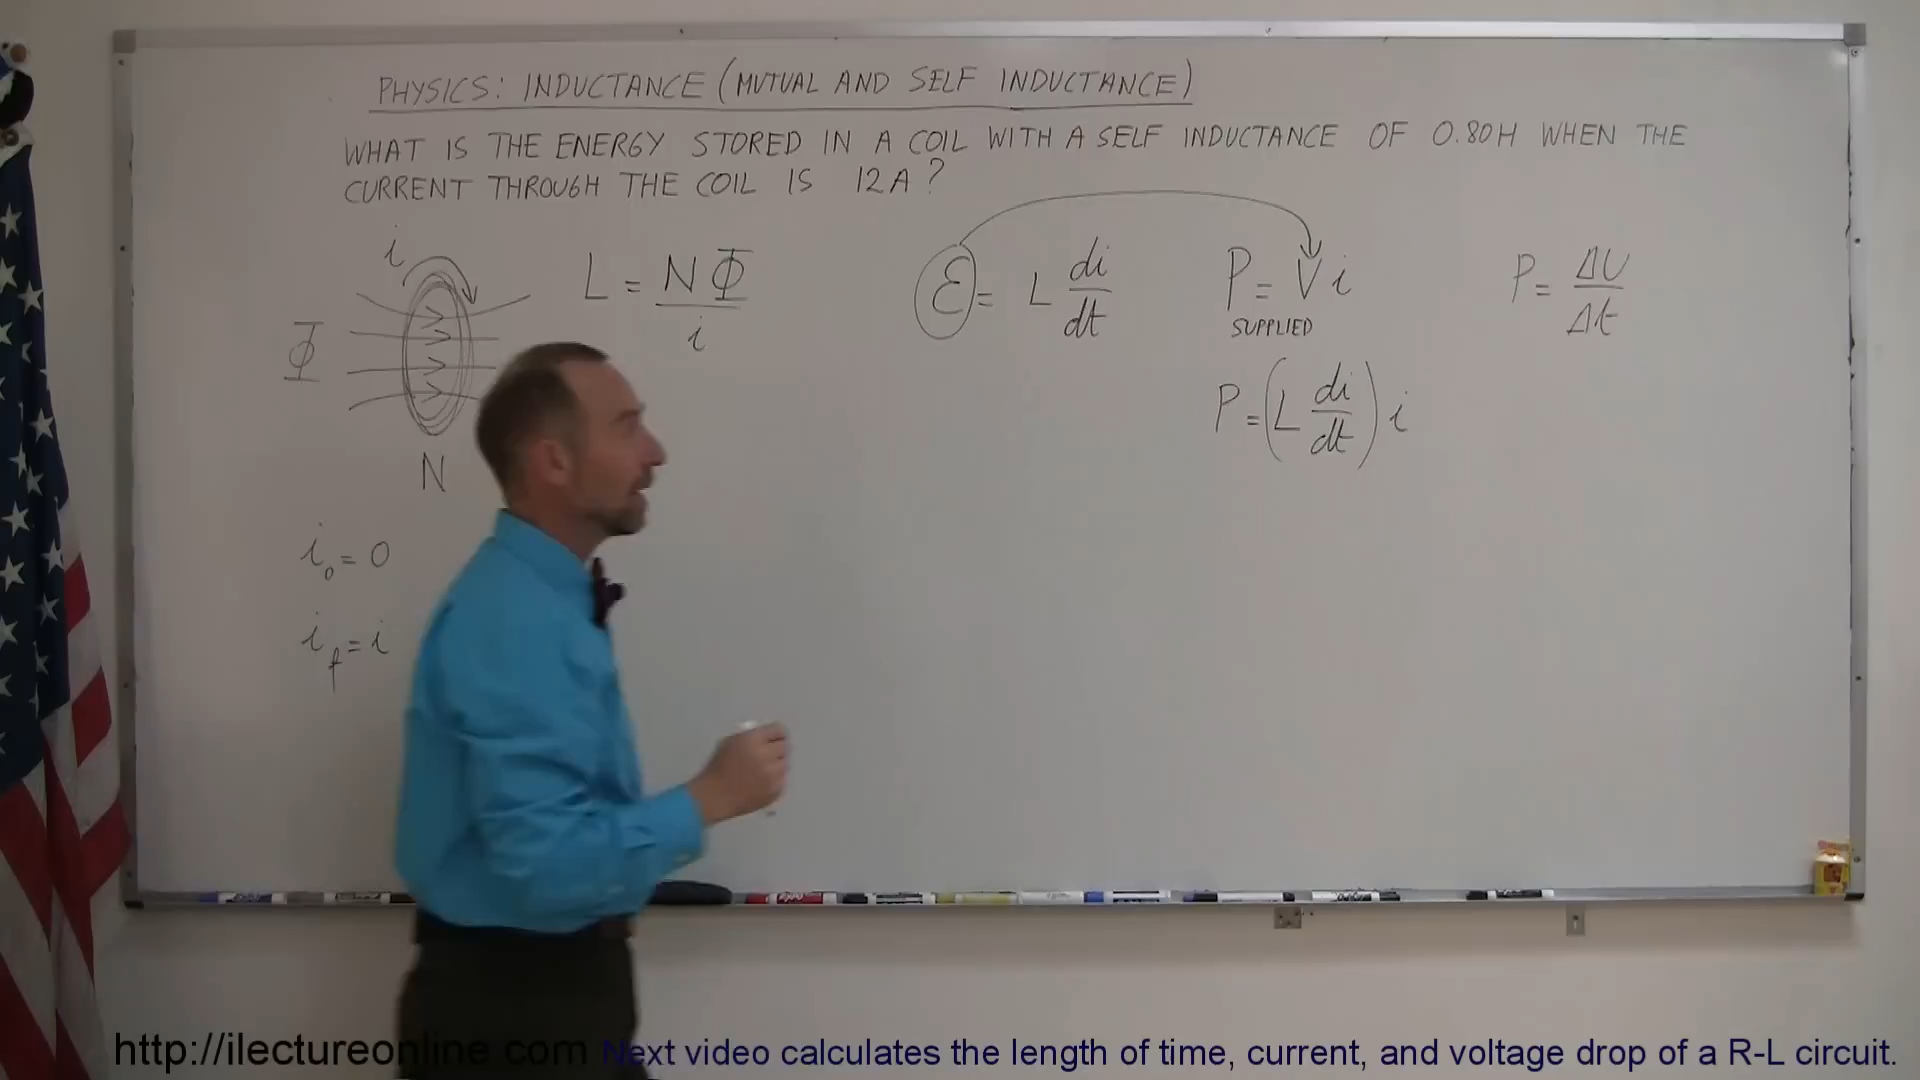 PHYSICS: INDUCTANCE (MUTUAL AND SELF INDUCTANCE)
WHAT IS THE ENERGY STORED IN A COIL WITH A SELF INDUCTANCE OF 0.80H WHEN THE
CURRENT THROUGH THE COIL IS 12A?
i
Φ
N
L = NΦ / i
ℰ = L di/dt
P = Vi
SUPPLIED
P = ΔU/Δt
P = (L di/dt) i
i₀ = 0
i_f = i
http://ilectureonline.com Next video calculates the length of time, current, and voltage drop of a R-L circuit.